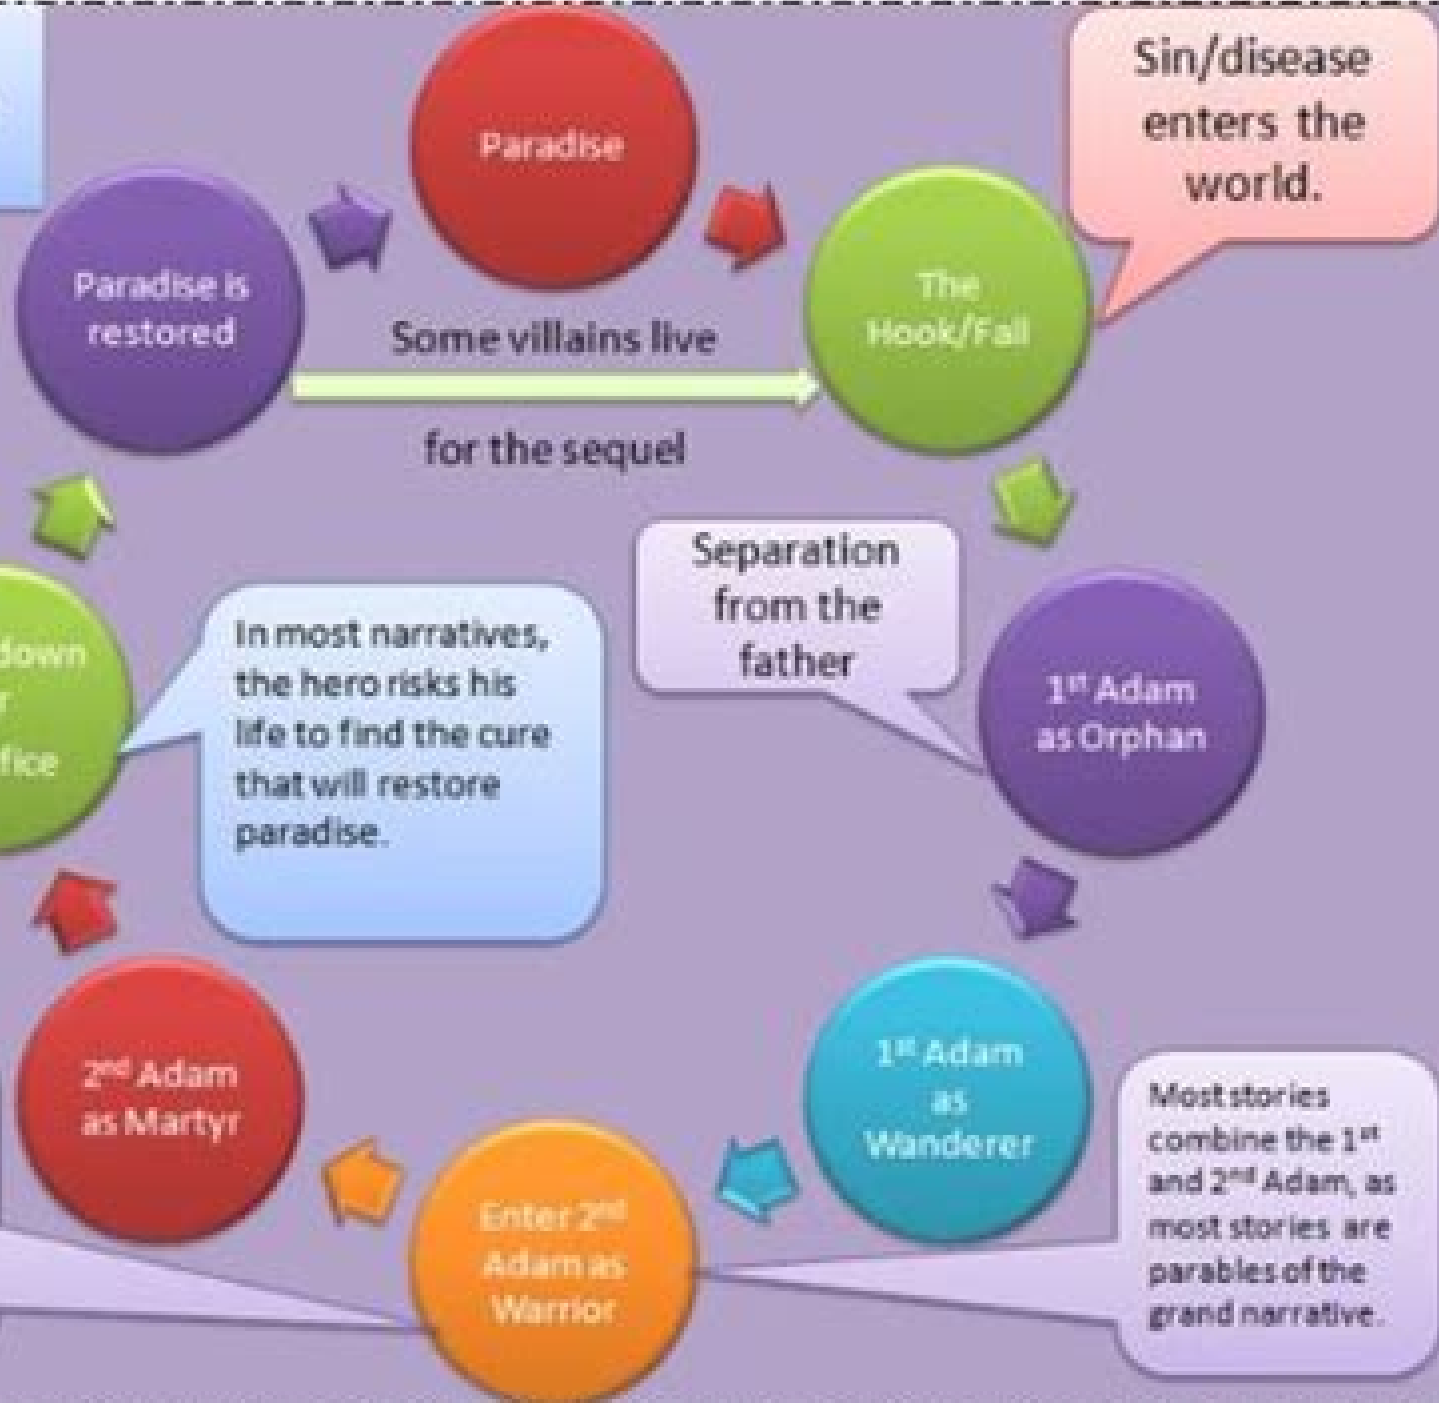 Paradise
Sin/disease
enters the
world.
Paradise is
restored
The
Hook/Fall
Some villains live
for the sequel
Separation
from the
father
1st Adam
as Orphan
In most narratives,
the hero risks his
life to find the cure
that will restore
paradise.
down
1st Adam
as
Wanderer
Most stories
combine the 1st
and 2nd Adam, as
most stories are
parables of the
grand narrative.
Enter 2nd
Adam as
Warrior
2nd Adam
as Martyr